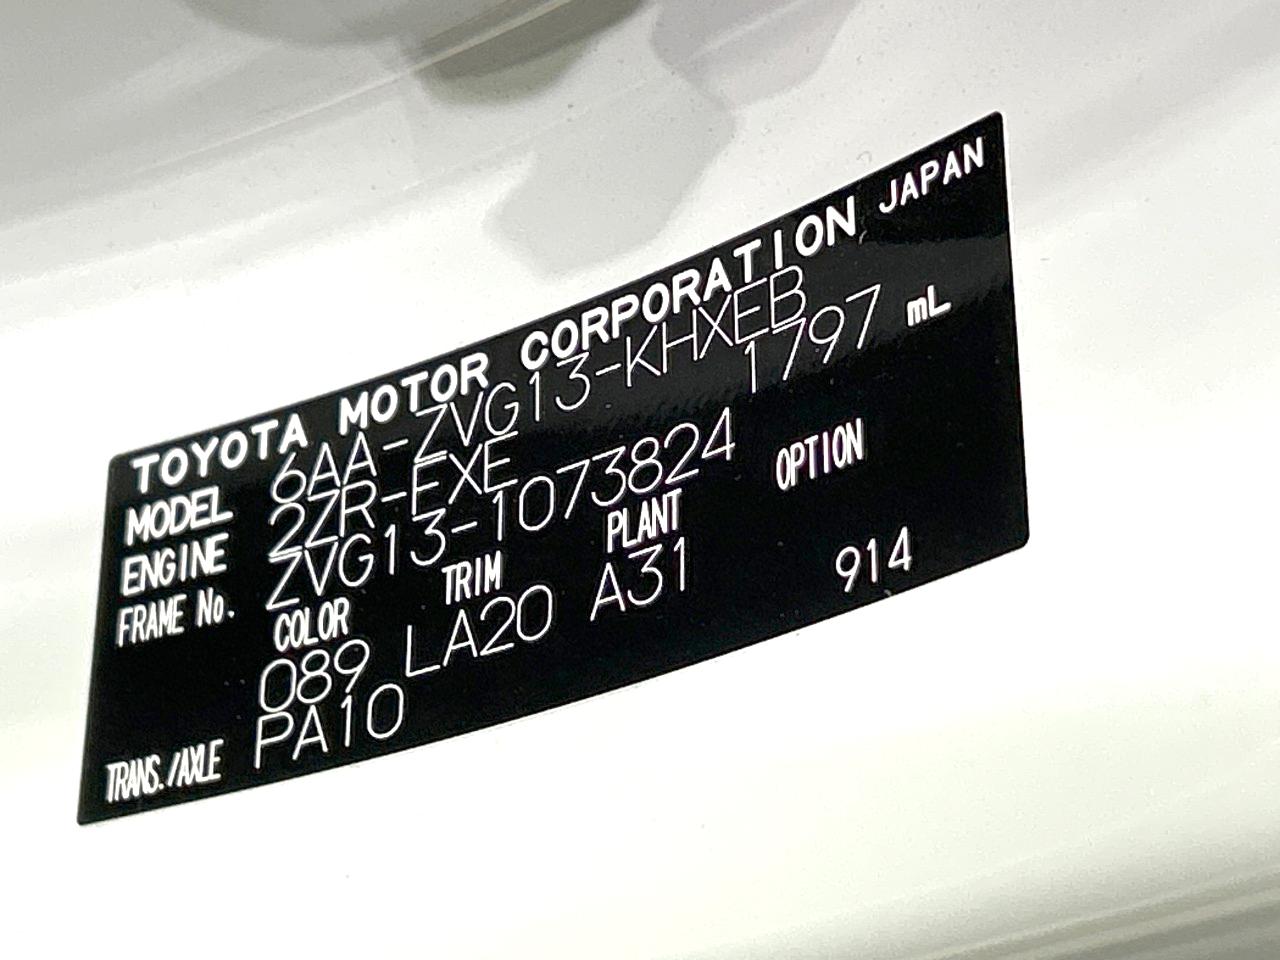 TOYOTA MOTOR CORPORATION JAPAN
MODEL 6AA-ZVG13-KHXEB
ENGINE 2ZR-FXE 1797 mL
FRAME No. ZVG13-1073824
COLOR TRIM PLANT OPTION
089 LA20 A31 914
TRANS./AXLE PA10